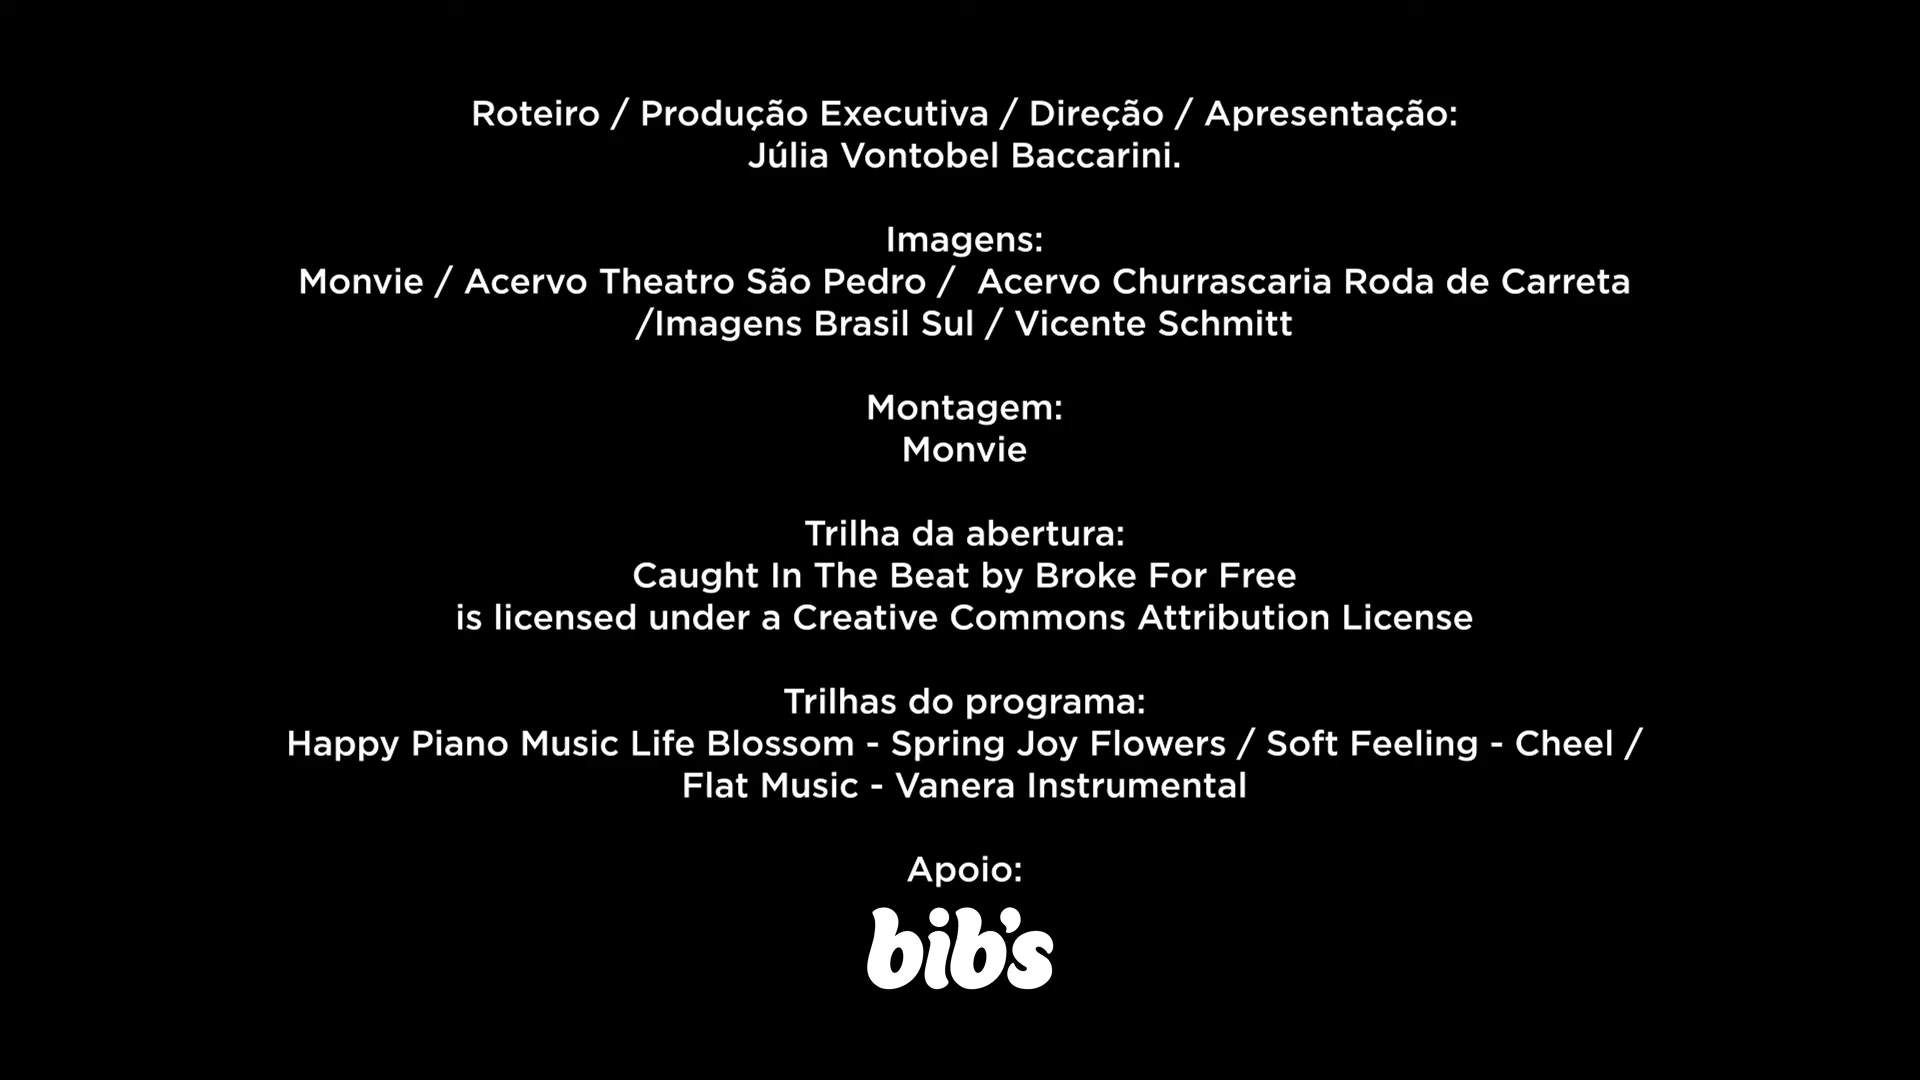 Roteiro / Produção Executiva / Direção / Apresentação:
Júlia Vontobel Baccarini.
Imagens:
Monvie / Acervo Theatro São Pedro /  Acervo Churrascaria Roda de Carreta
/Imagens Brasil Sul / Vicente Schmitt
Montagem:
Monvie
Trilha da abertura:
Caught In The Beat by Broke For Free
is licensed under a Creative Commons Attribution License
Trilhas do programa:
Happy Piano Music Life Blossom - Spring Joy Flowers / Soft Feeling - Cheel /
Flat Music - Vanera Instrumental
Apoio:
bib's